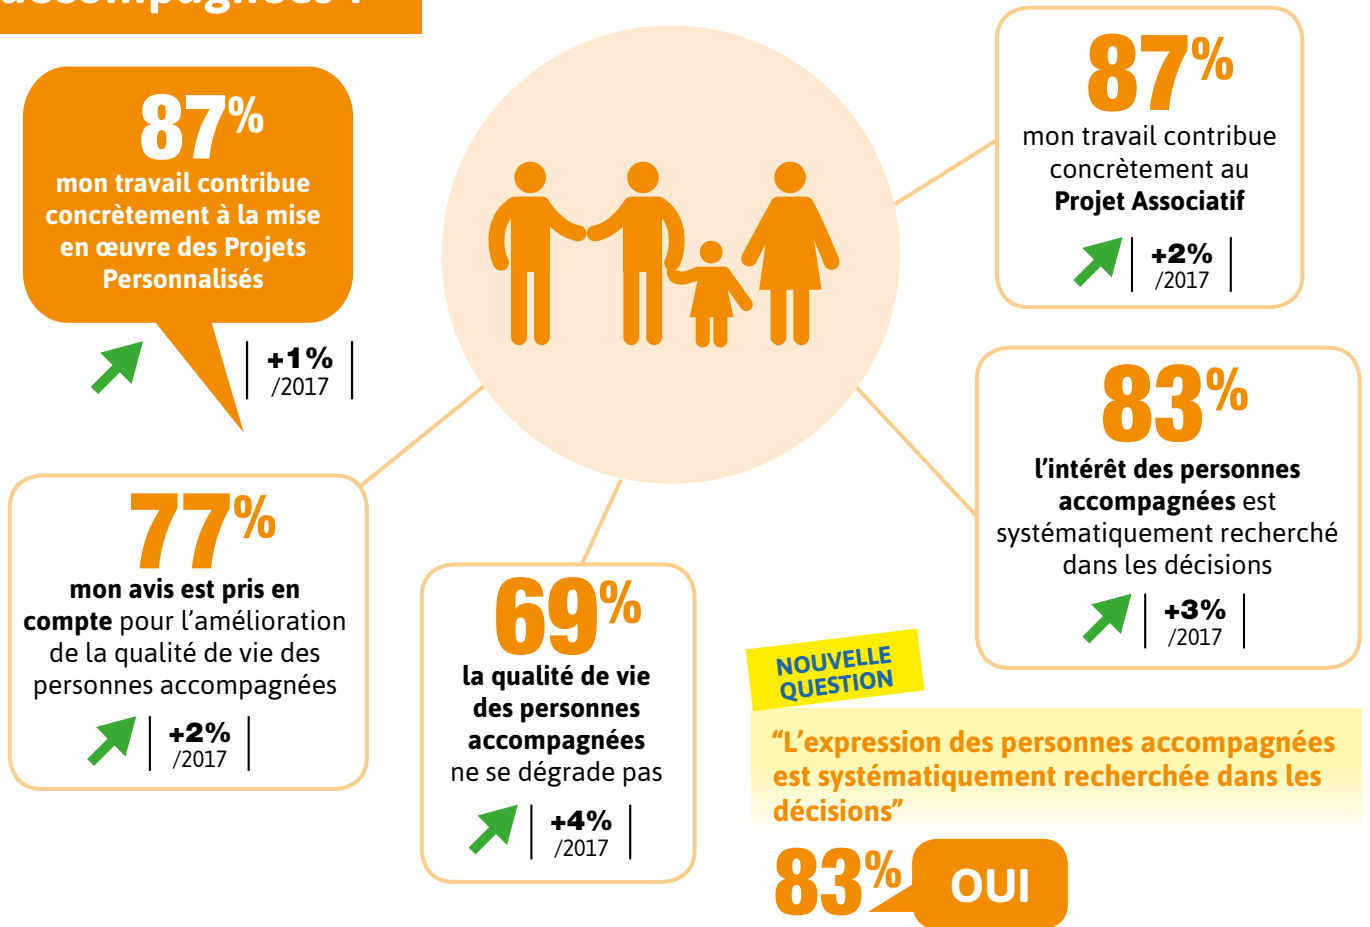 accompagnées ?
87%
mon travail contribue
concrètement à la mise
en œuvre des Projets
Personnalisés
+1%
/2017
87%
mon travail contribue
concrètement au
Projet Associatif
+2%
/2017
83%
l’intérêt des personnes
accompagnées est
systématiquement recherché
dans les décisions
+3%
/2017
77%
mon avis est pris en
compte pour l’amélioration
de la qualité de vie des
personnes accompagnées
+2%
/2017
69%
la qualité de vie
des personnes
accompagnées
ne se dégrade pas
+4%
/2017
NOUVELLE
QUESTION
“L’expression des personnes accompagnées
est systématiquement recherchée dans les
décisions”
83%
OUI